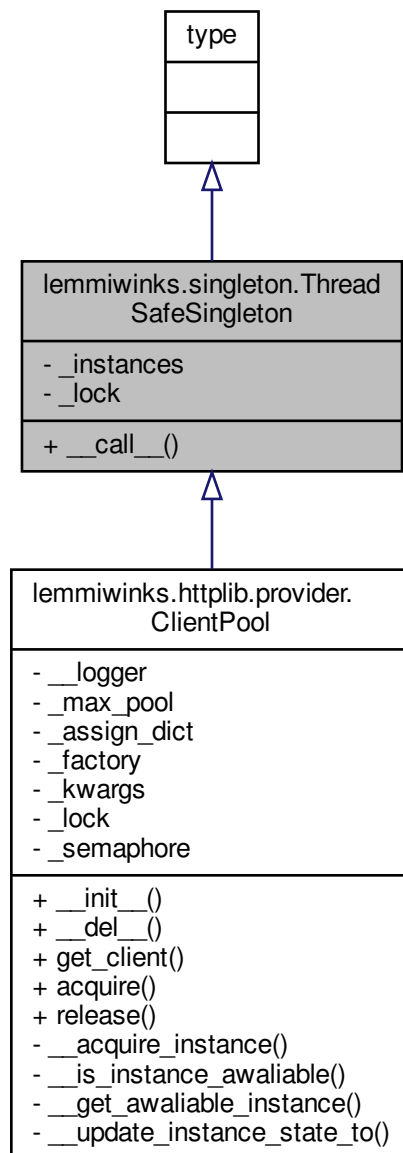 type
lemmiwinks.singleton.Thread
SafeSingleton
- _instances
- _lock
+ __call__()
lemmiwinks.httplib.provider.
ClientPool
- __logger
- _max_pool
- _assign_dict
- _factory
- _kwargs
- _lock
- _semaphore
+ __init__()
+ __del__()
+ get_client()
+ acquire()
+ release()
- __acquire_instance()
- __is_instance_awaliable()
- __get_awaliable_instance()
- __update_instance_state_to()